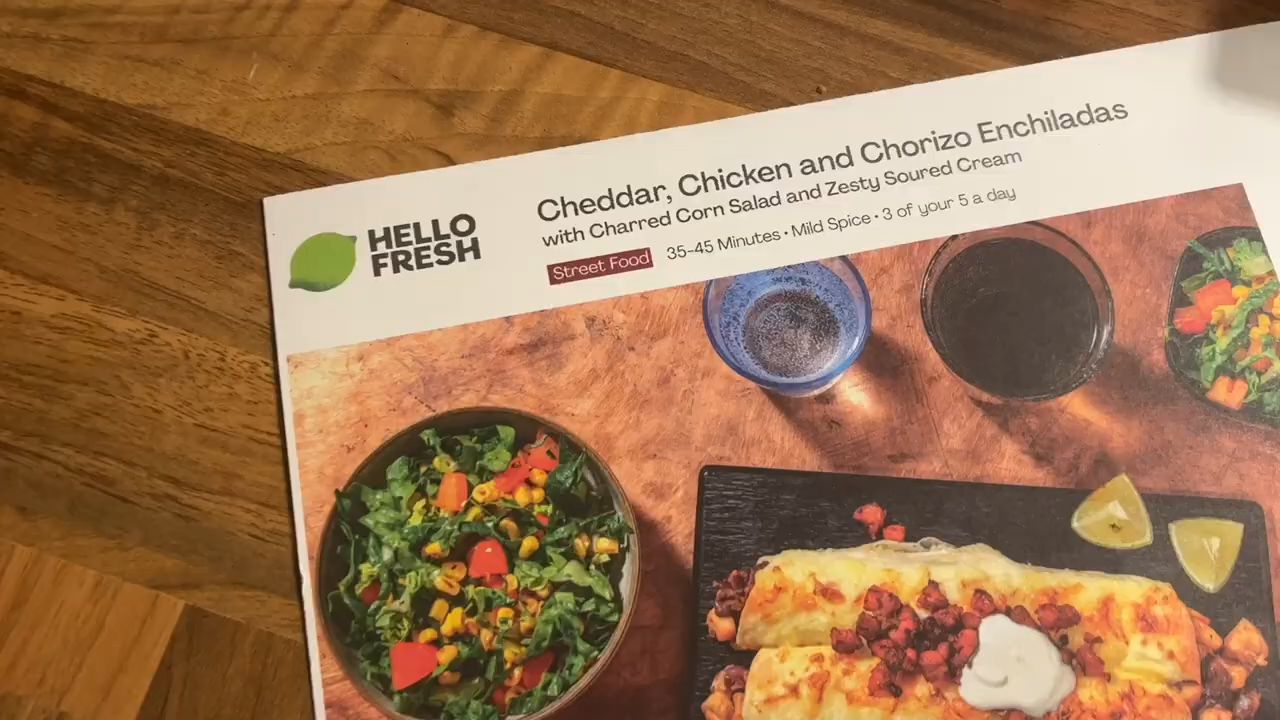 HELLO
FRESH
Cheddar, Chicken and Chorizo Enchiladas
with Charred Corn Salad and Zesty Soured Cream
Street Food 35-45 Minutes • Mild Spice • 3 of your 5 a day